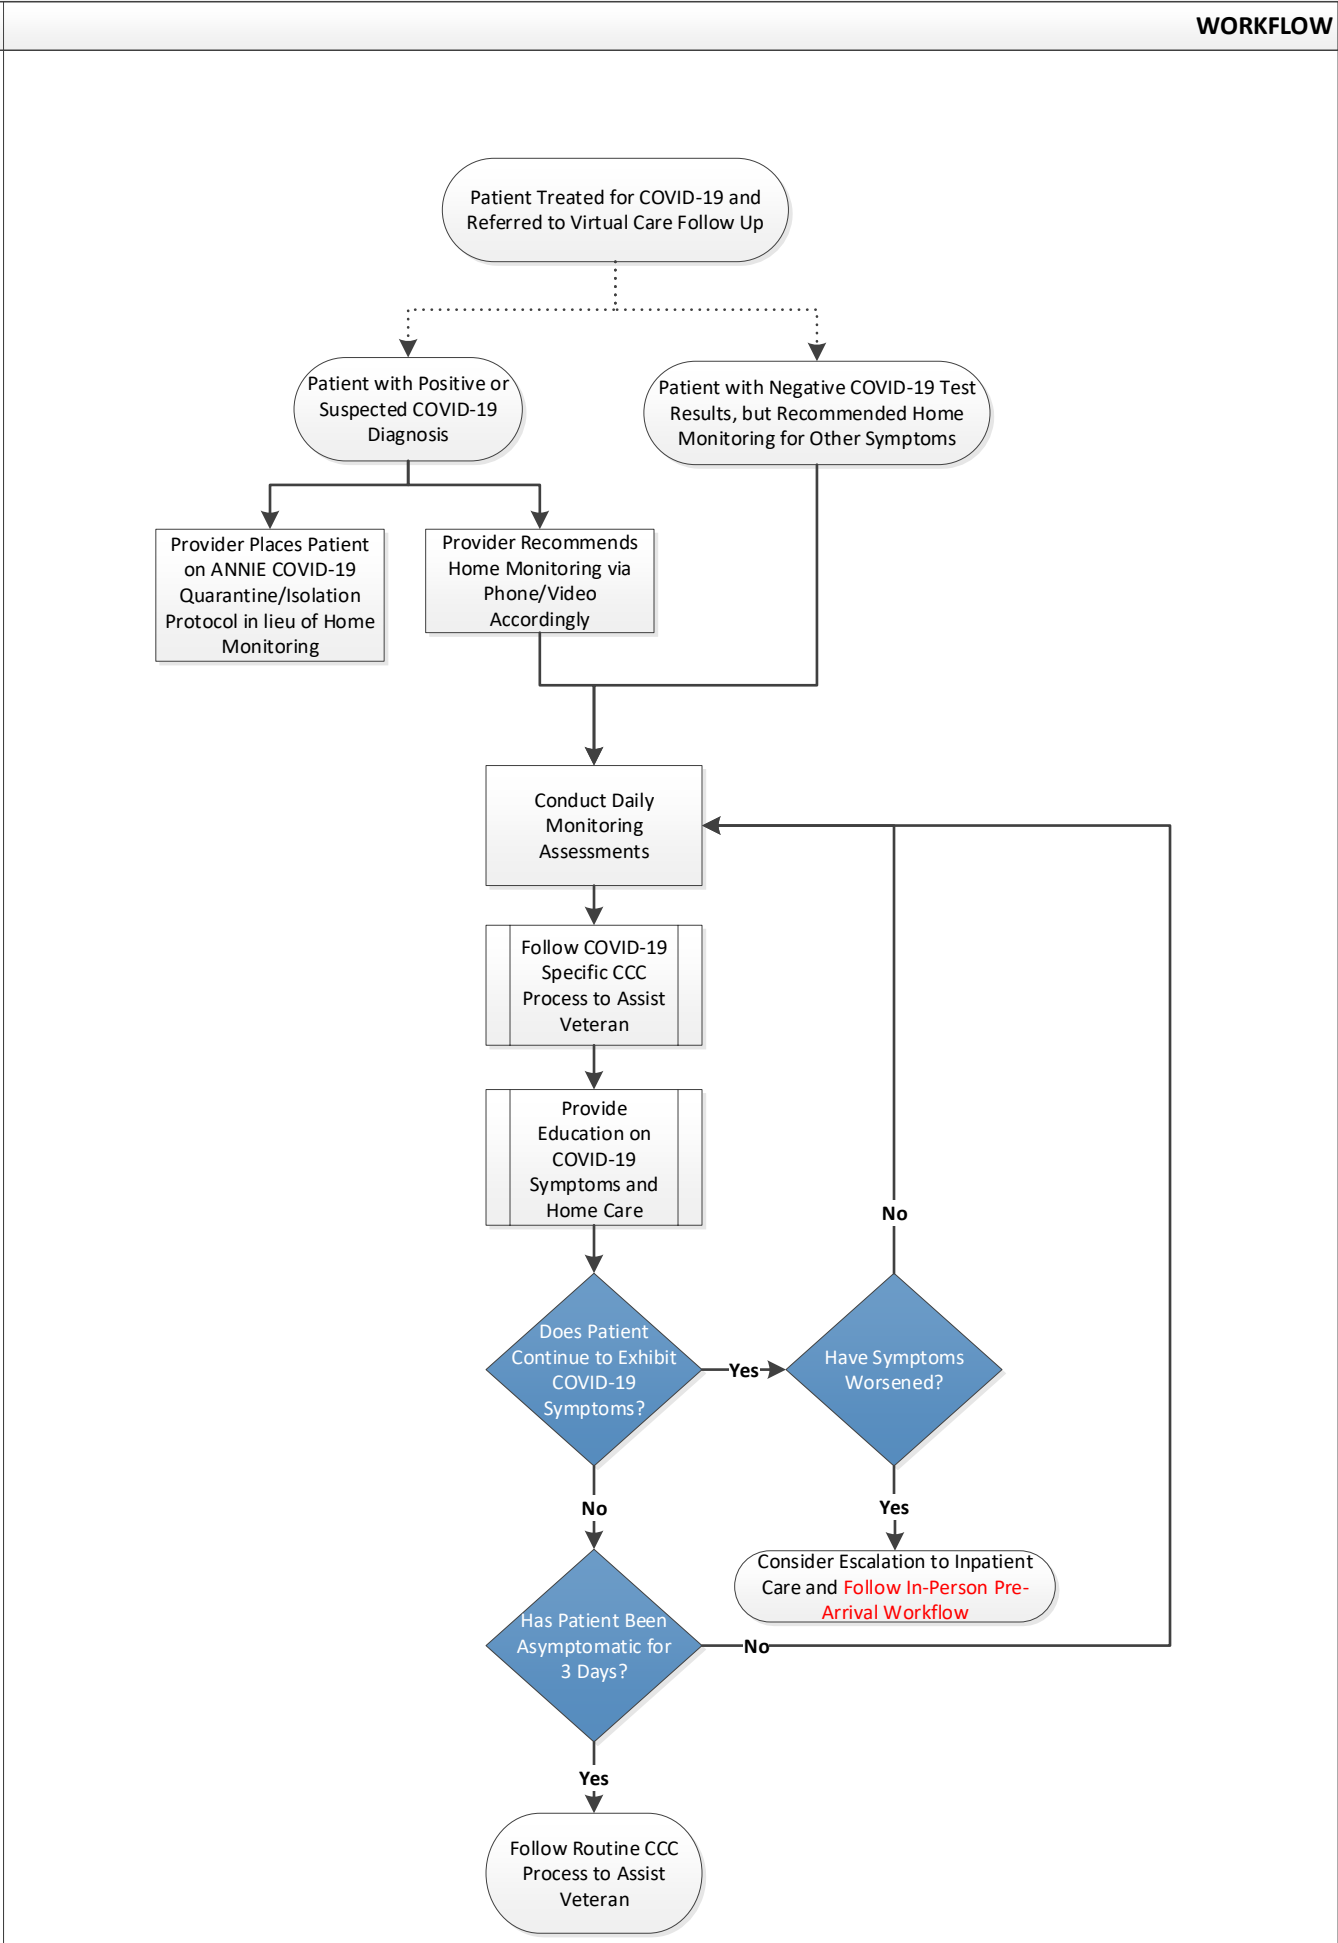 WORKFLOW
Patient Treated for COVID-19 and
Referred to Virtual Care Follow Up
Patient with Positive or
Suspected COVID-19
Diagnosis
Patient with Negative COVID-19 Test
Results, but Recommended Home
Monitoring for Other Symptoms
Provider Places Patient
on ANNIE COVID-19
Quarantine/Isolation
Protocol in lieu of Home
Monitoring
Provider Recommends
Home Monitoring via
Phone/Video
Accordingly
Conduct Daily
Monitoring
Assessments
Follow COVID-19
Specific CCC
Process to Assist
Veteran
Provide
Education on
COVID-19
Symptoms and
Home Care
No
Does Patient
Continue to Exhibit
COVID-19
Symptoms?
Yes
Have Symptoms
Worsened?
No
Yes
Consider Escalation to Inpatient
Care and Follow In-Person Pre-
Arrival Workflow
Has Patient Been
Asymptomatic for
3 Days?
No
Yes
Follow Routine CCC
Process to Assist
Veteran